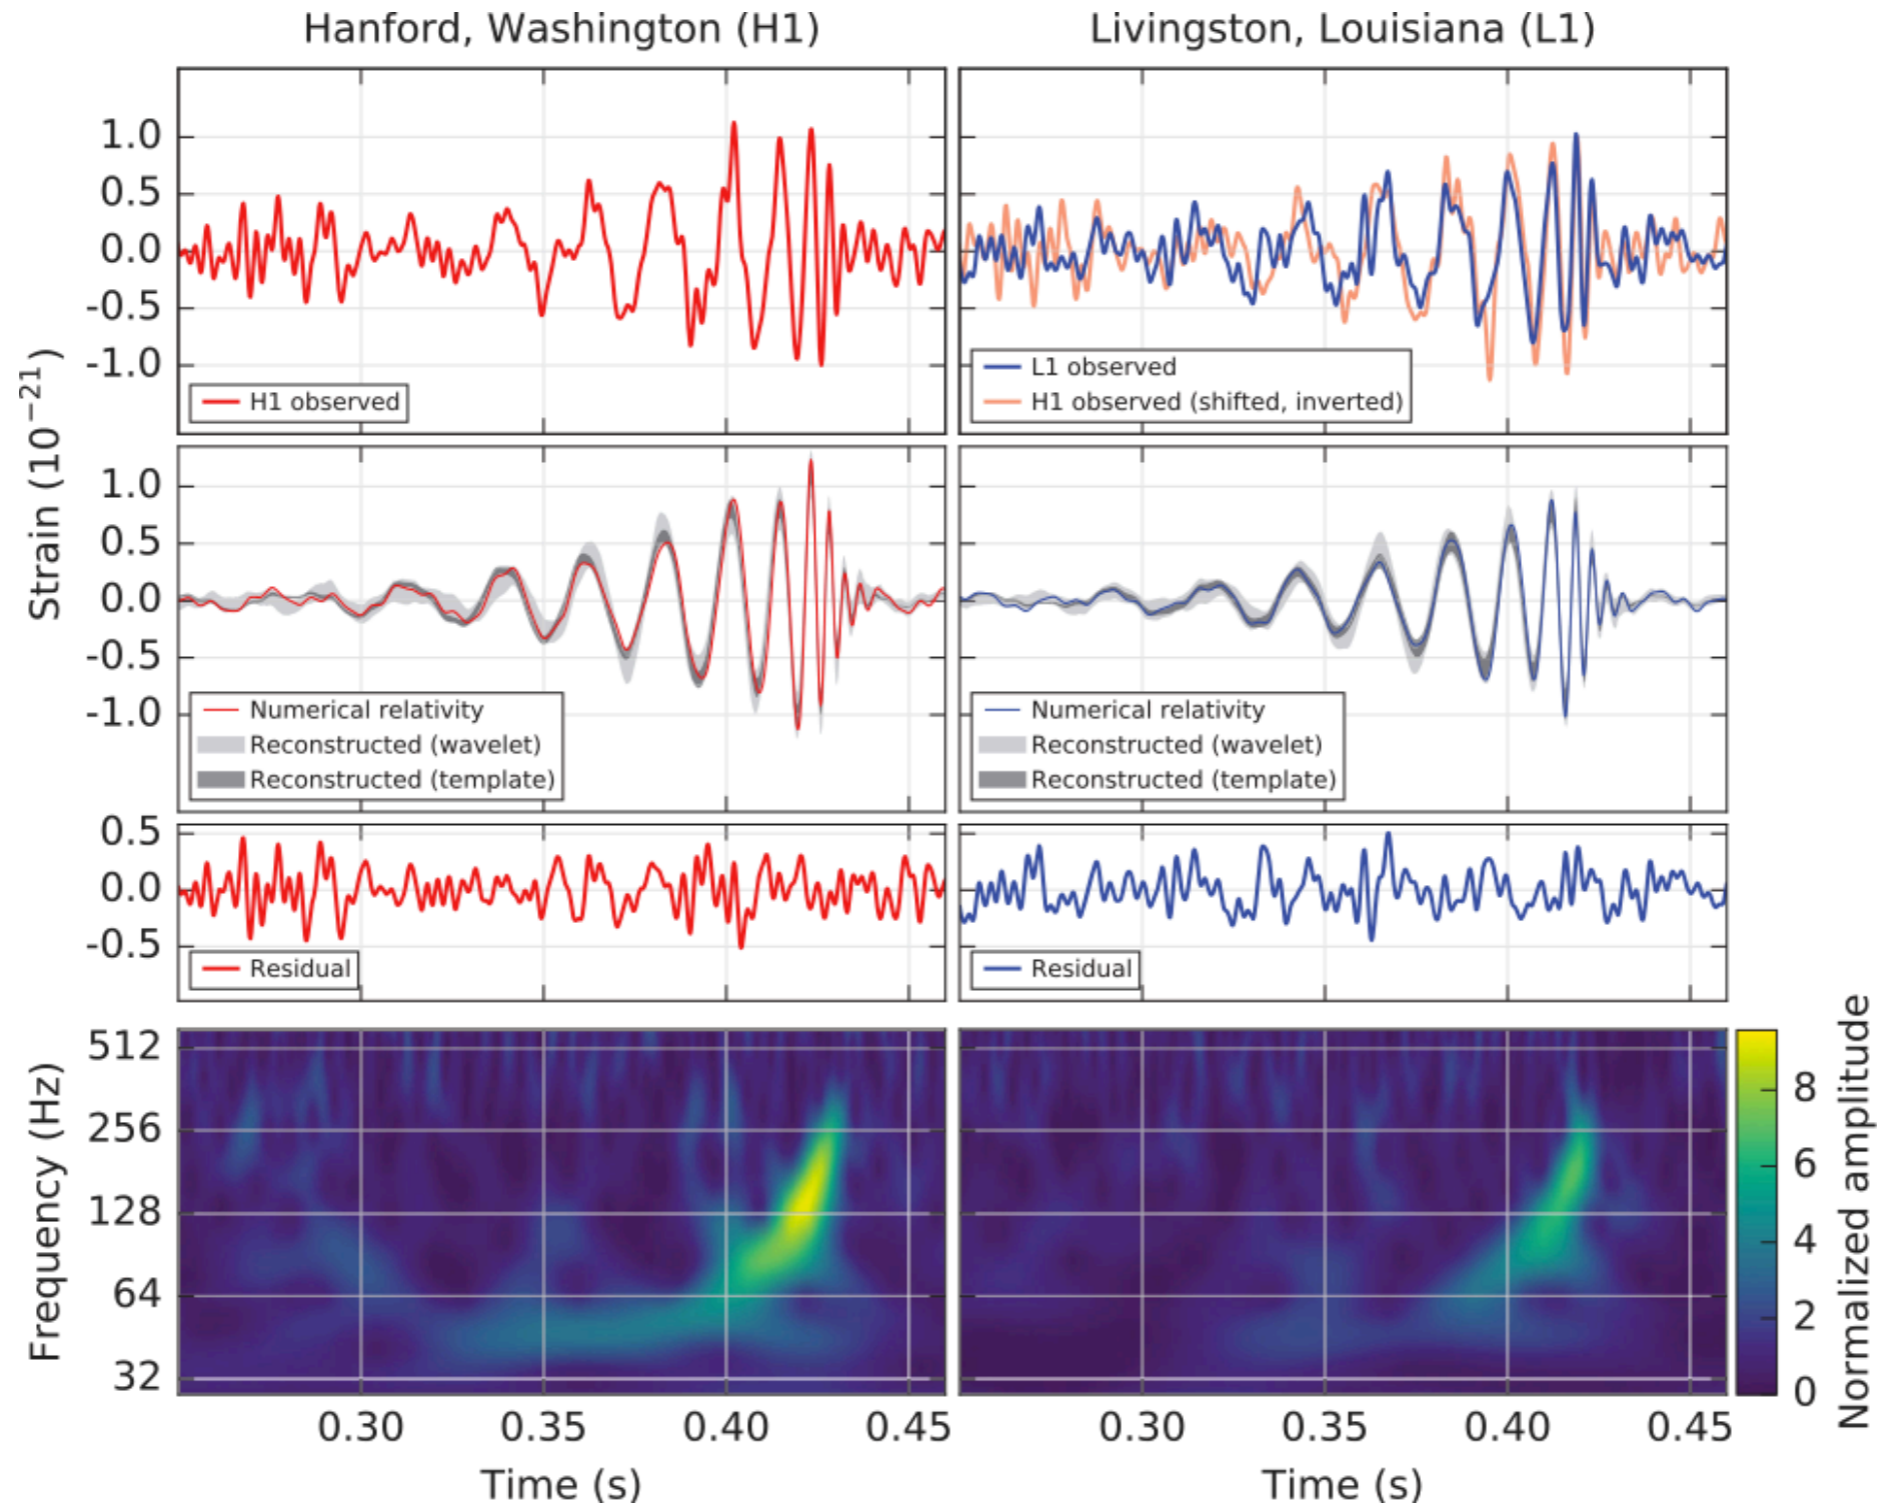 Hanford, Washington (H1)
Livingston, Louisiana (L1)
Strain (10⁻²¹)
1.0
0.5
0.0
-0.5
-1.0
H1 observed
L1 observed
H1 observed (shifted, inverted)
1.0
0.5
0.0
-0.5
-1.0
Numerical relativity
Reconstructed (wavelet)
Reconstructed (template)
Numerical relativity
Reconstructed (wavelet)
Reconstructed (template)
0.5
0.0
-0.5
Residual
Residual
Frequency (Hz)
512
256
128
64
32
0.30 0.35 0.40 0.45
Time (s)
0.30 0.35 0.40 0.45
Time (s)
8
6
4
2
0
Normalized amplitude